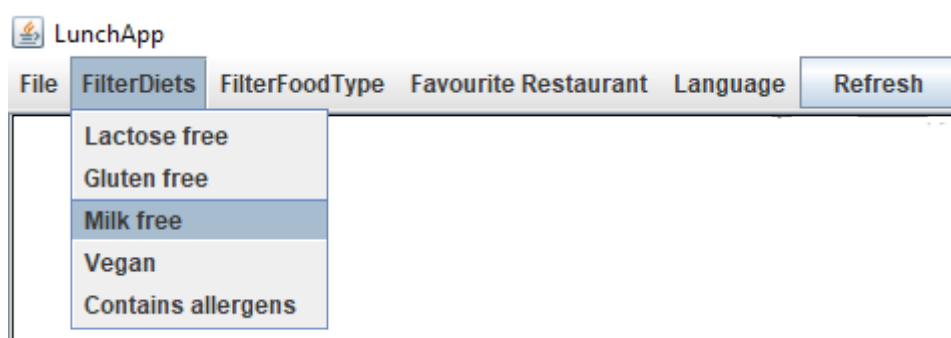 LunchApp
File FilterDiets FilterFoodType Favourite Restaurant Language Refresh
Lactose free
Gluten free
Milk free
Vegan
Contains allergens